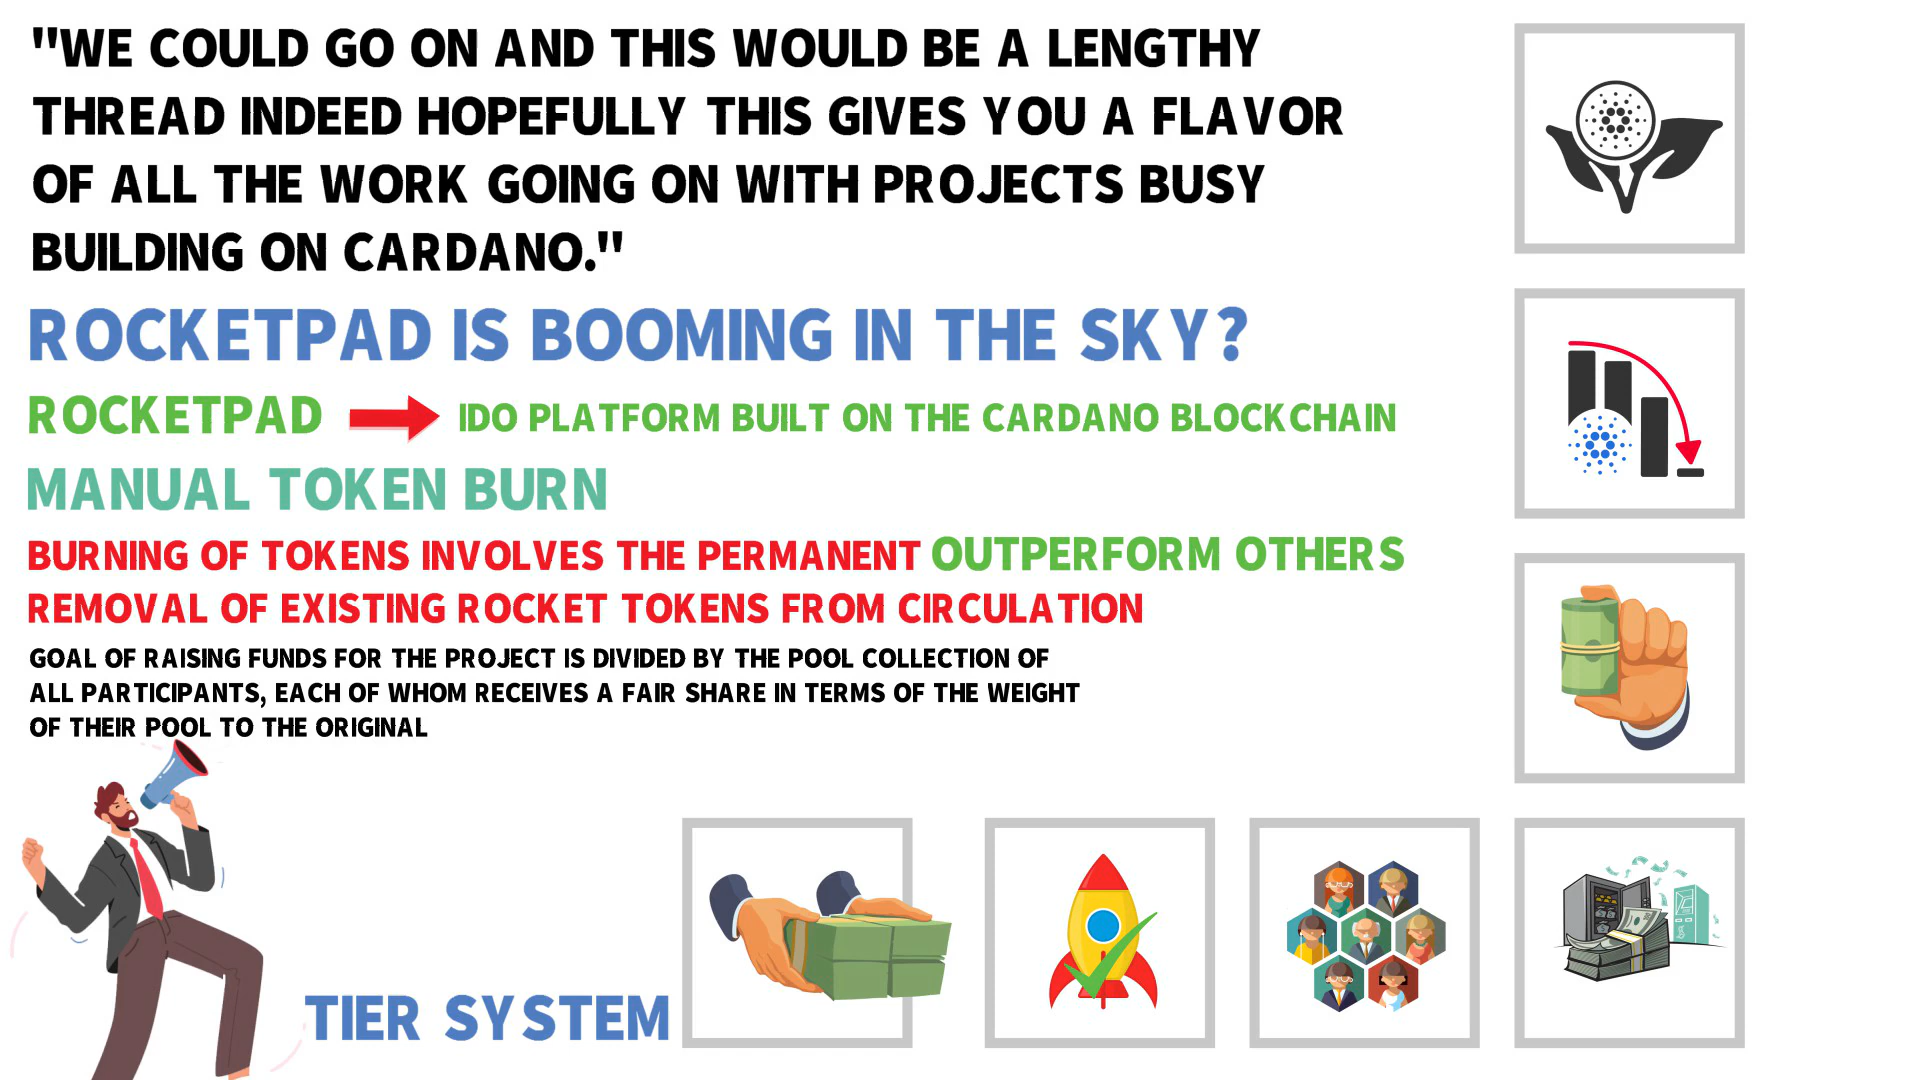 "WE COULD GO ON AND THIS WOULD BE A LENGTHY
THREAD INDEED HOPEFULLY THIS GIVES YOU A FLAVOR
OF ALL THE WORK GOING ON WITH PROJECTS BUSY
BUILDING ON CARDANO."
ROCKETPAD IS BOOMING IN THE SKY?
ROCKETPAD IDO PLATFORM BUILT ON THE CARDANO BLOCKCHAIN
MANUAL TOKEN BURN
BURNING OF TOKENS INVOLVES THE PERMANENT OUTPERFORM OTHERS
REMOVAL OF EXISTING ROCKET TOKENS FROM CIRCULATION
GOAL OF RAISING FUNDS FOR THE PROJECT IS DIVIDED BY THE POOL COLLECTION OF
ALL PARTICIPANTS, EACH OF WHOM RECEIVES A FAIR SHARE IN TERMS OF THE WEIGHT
OF THEIR POOL TO THE ORIGINAL
TIER SYSTEM